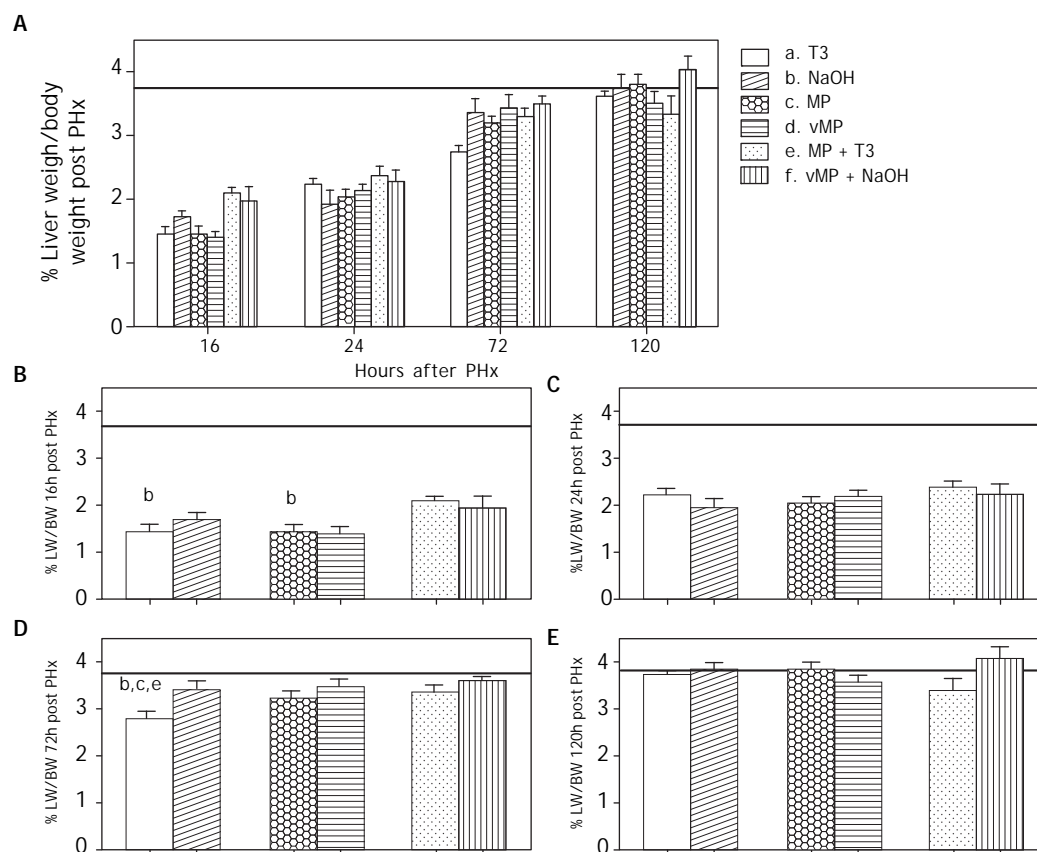 A
% Liver weigh/body
weight post PHx
4
3
2
1
0
16 24 72 120
Hours after PHx
a. T3
b. NaOH
c. MP
d. vMP
e. MP + T3
f. vMP + NaOH
B
% LW/BW 16h post PHx
4
3
2
1
0
b b
C
%LW/BW 24h post PHx
4
3
2
1
0
D
% LW/BW 72h post PHx
4
3
2
1
0
b,c,e
E
%LW/BW 120h post PHx
4
3
2
1
0